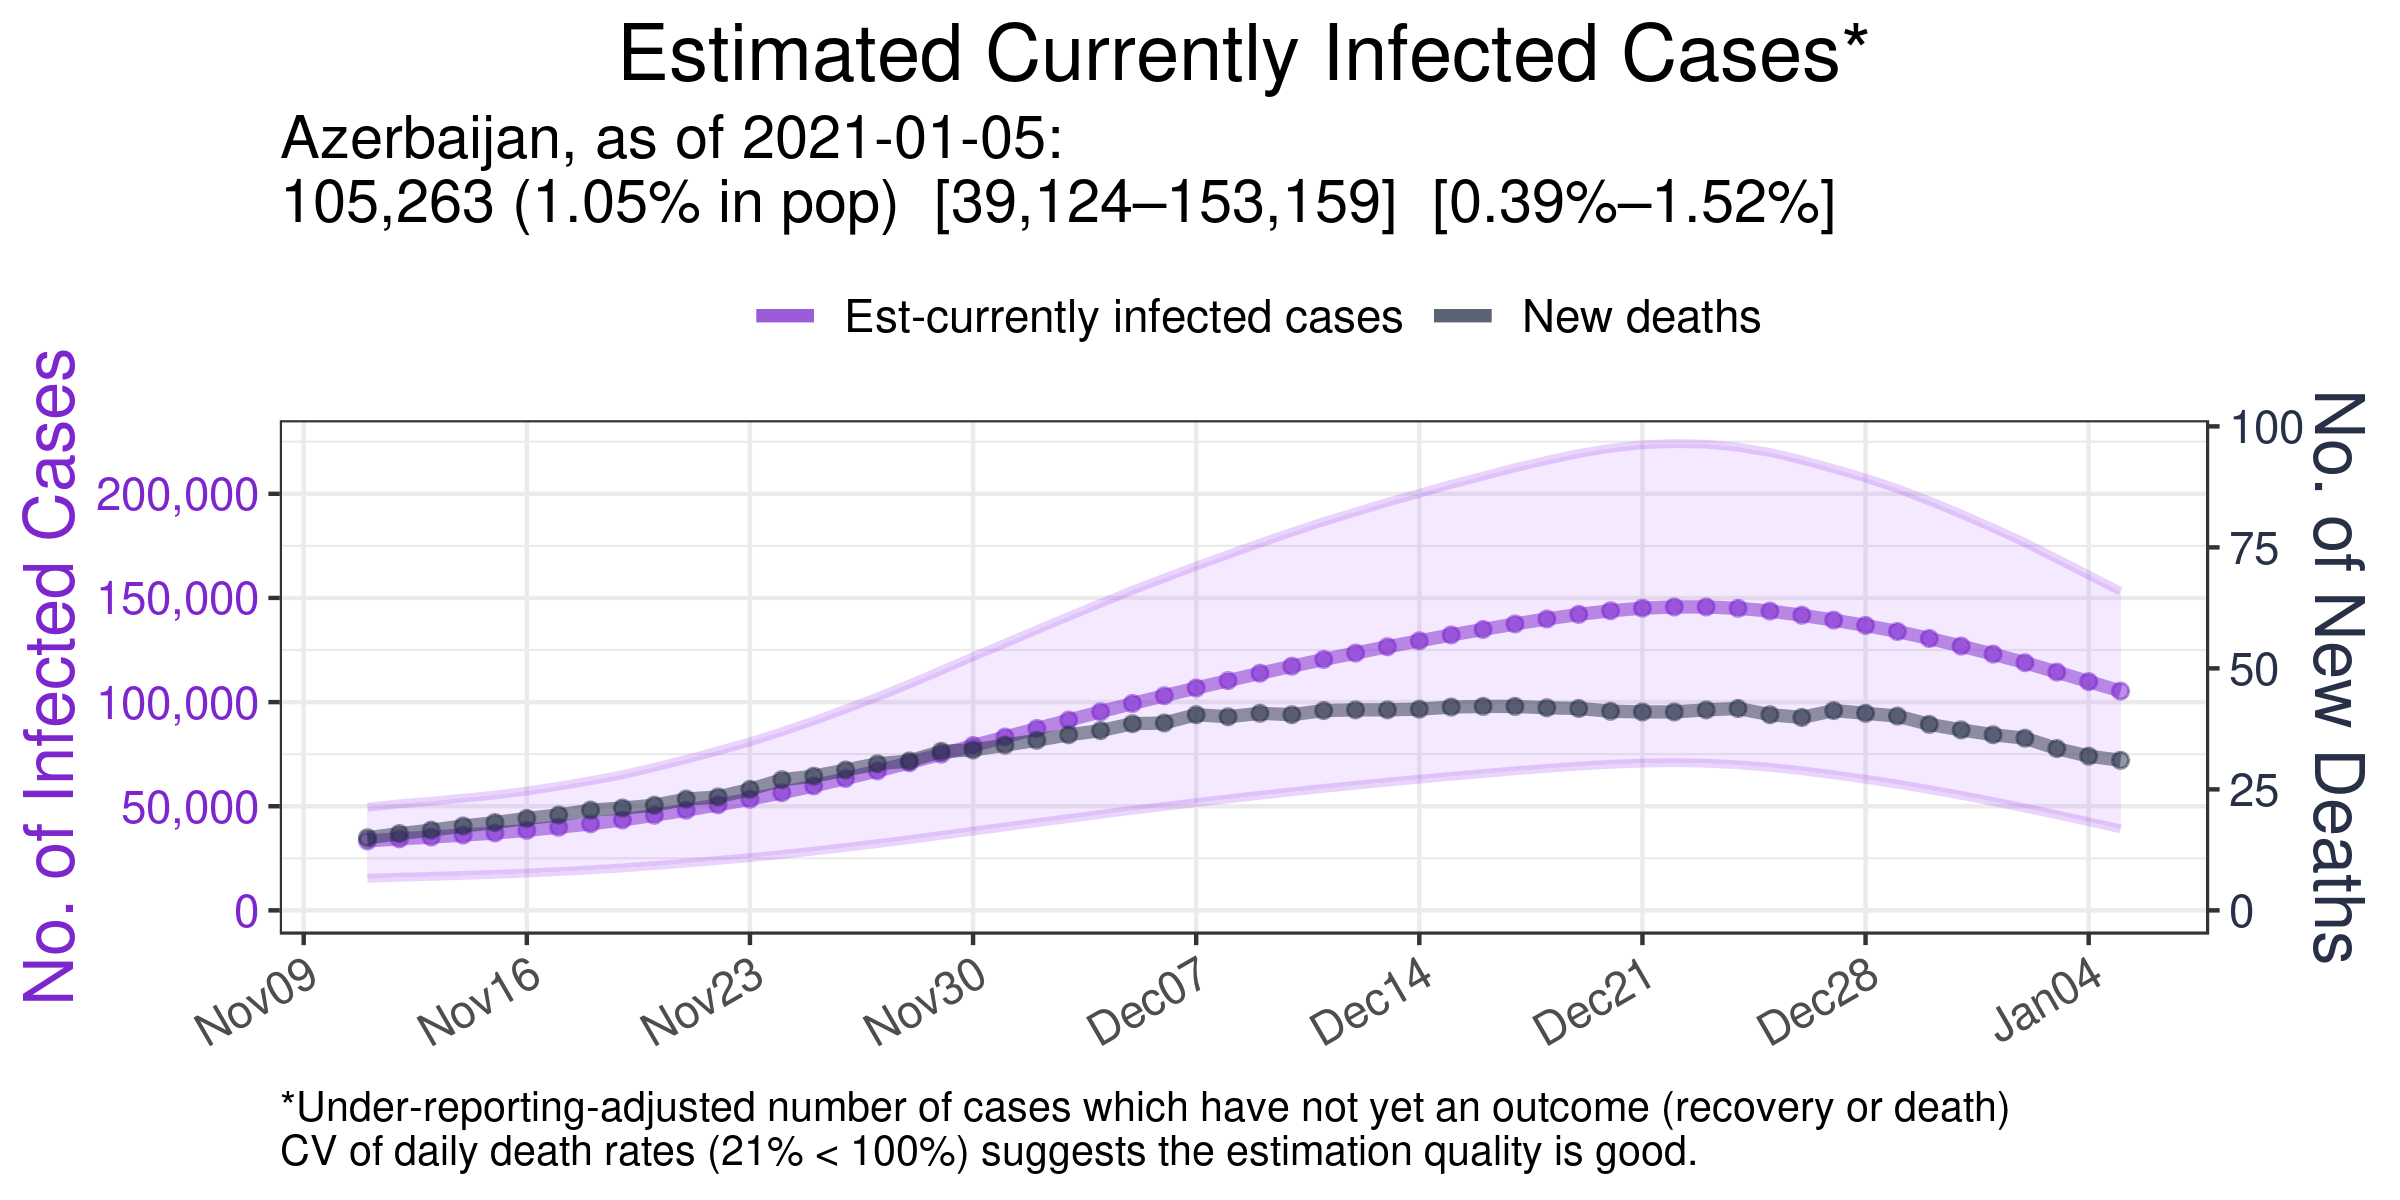 Estimated Currently Infected Cases*
Azerbaijan, as of 2021-01-05:
105,263 (1.05% in pop)  [39,124–153,159]  [0.39%–1.52%]
Est-currently infected cases
New deaths
No. of Infected Cases
200,000
150,000
100,000
50,000
0
100
75
50
25
0
No. of New Deaths
Nov09
Nov16
Nov23
Nov30
Dec07
Dec14
Dec21
Dec28
Jan04
*Under-reporting-adjusted number of cases which have not yet an outcome (recovery or death)
CV of daily death rates (21% < 100%) suggests the estimation quality is good.